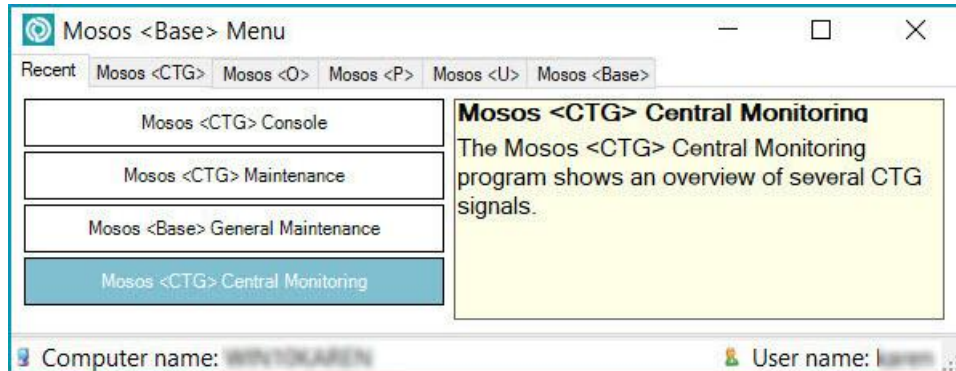 Mosos <Base> Menu
Recent Mosos <CTG> Mosos <O> Mosos <P> Mosos <U> Mosos <Base>
Mosos <CTG> Console
Mosos <CTG> Maintenance
Mosos <Base> General Maintenance
Mosos <CTG> Central Monitoring
Mosos <CTG> Central Monitoring
The Mosos <CTG> Central Monitoring
program shows an overview of several CTG
signals.
Computer name: User name: